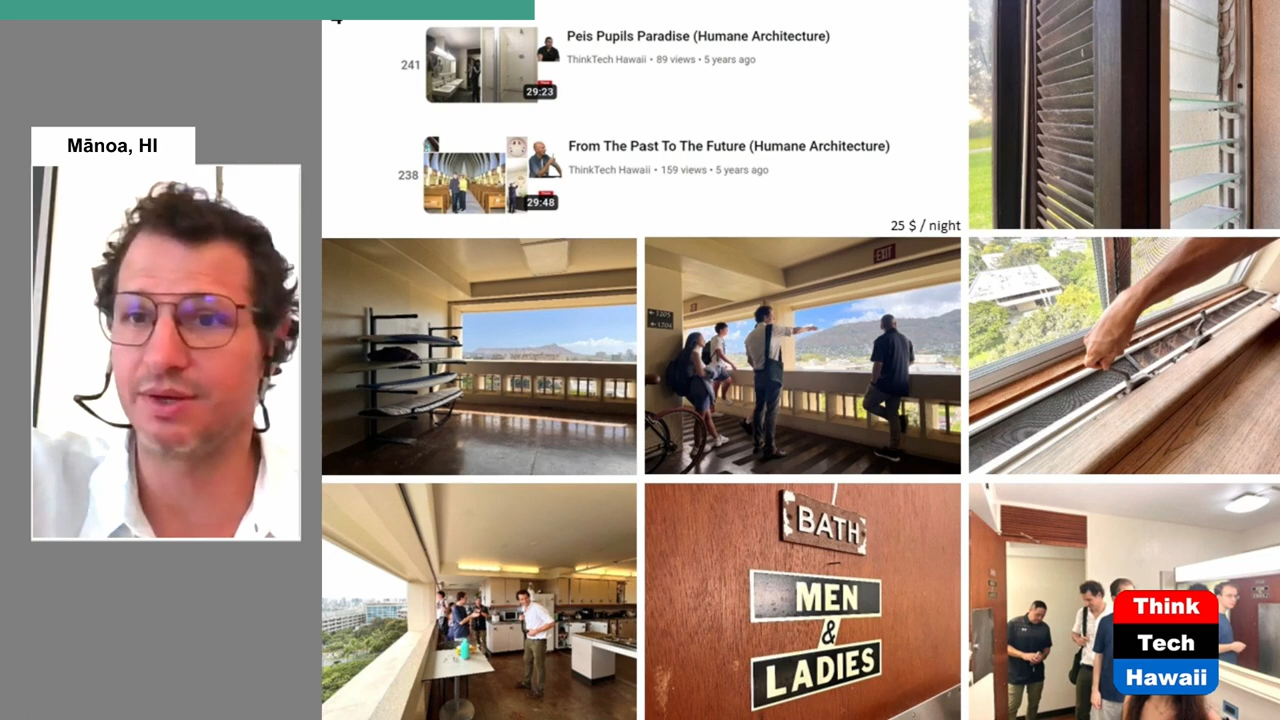 Mānoa, HI
241
Peis Pupils Paradise (Humane Architecture)
ThinkTech Hawaii • 89 views • 5 years ago
29:23
238
From The Past To The Future (Humane Architecture)
ThinkTech Hawaii • 159 views • 5 years ago
29:48
25 $ / night
EXIT
←1205
←1204
BATH
MEN
&
LADIES
Think
Tech
Hawaii